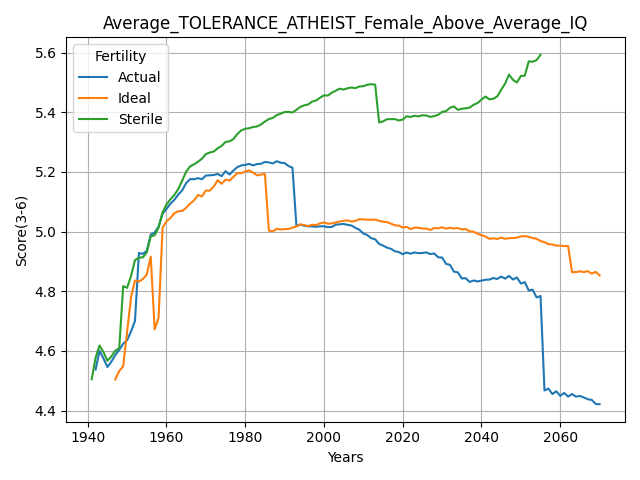 Average_TOLERANCE_ATHEIST_Female_Above_Average_IQ
Fertility
Actual
Ideal
Sterile
Score(3-6)
5.6
5.4
5.2
5.0
4.8
4.6
4.4
1940 1960 1980 2000 2020 2040 2060
Years